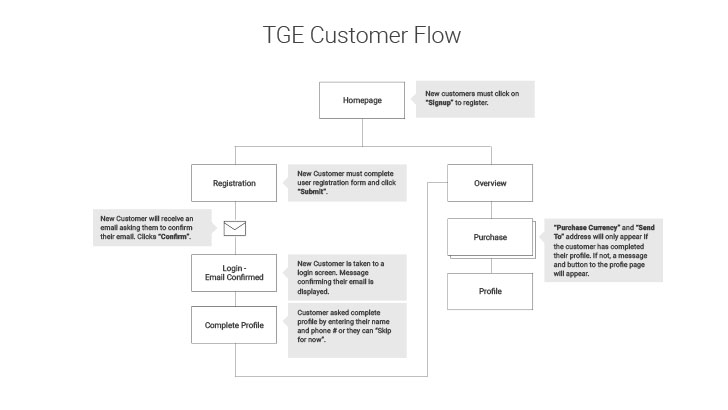 TGE Customer Flow
Homepage
New customers must click on
“Signup” to register.
Registration
New Customer must complete
user registration form and click
“Submit”.
Overview
New Customer will receive an
email asking them to confirm
their email. Clicks “Confirm”.
Purchase
“Purchase Currency” and “Send
To” address will only appear if
the customer has completed
their profile. If not, a message
and button to the profie page
will appear.
Login -
Email Confirmed
New Customer is taken to a
login screen. Message
confirming their email is
displayed.
Profile
Complete Profile
Customer asked complete
profile by entering their name
and phone # or they can “Skip
for now”.